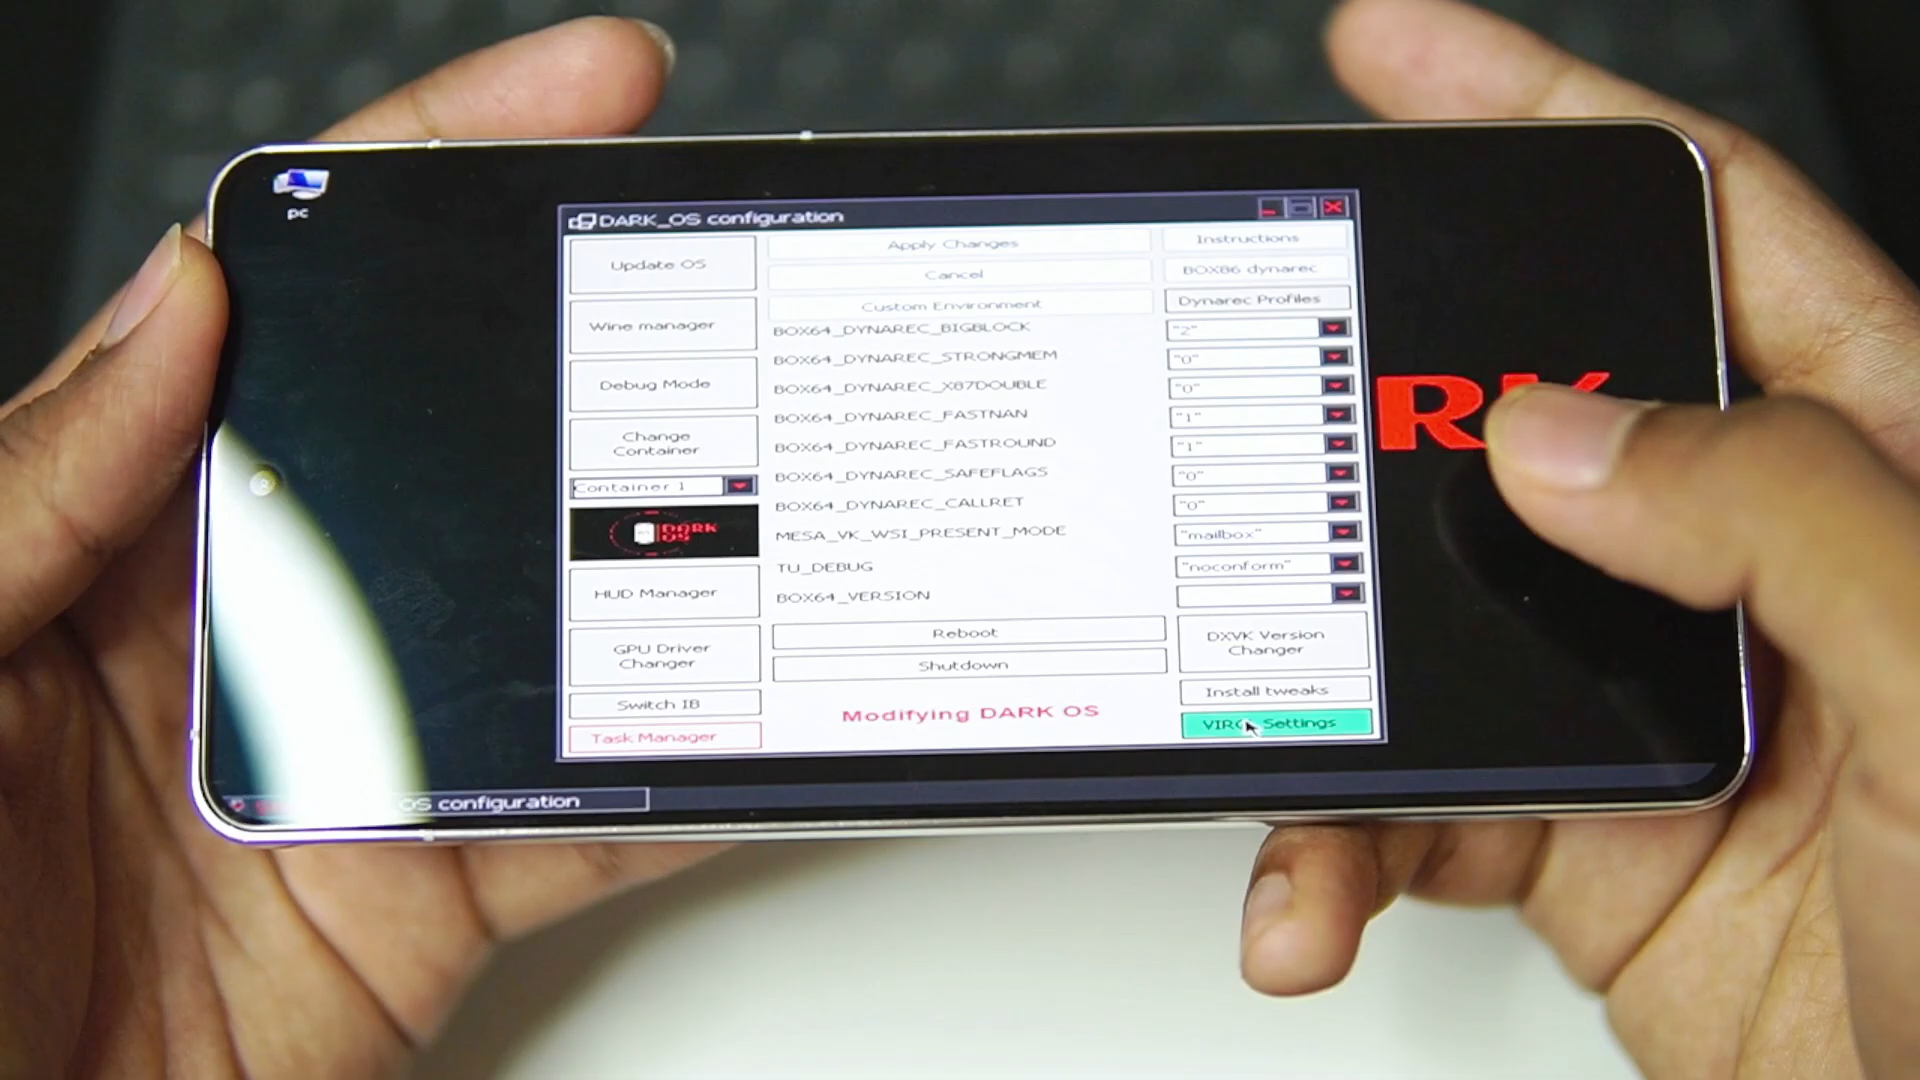 pc
DARK_OS configuration
Update OS
Wine manager
Debug Mode
Change
Container
Container 1
DARK
OS
HUD Manager
GPU Driver
Changer
Switch IB
Task Manager
Apply Changes
Cancel
Custom Environment
BOX64_DYNAREC_BIGBLOCK
BOX64_DYNAREC_STRONGMEM
BOX64_DYNAREC_X87DOUBLE
BOX64_DYNAREC_FASTNAN
BOX64_DYNAREC_FASTROUND
BOX64_DYNAREC_SAFEFLAGS
BOX64_DYNAREC_CALLRET
MESA_VK_WSI_PRESENT_MODE
TU_DEBUG
BOX64_VERSION
Reboot
Shutdown
Modifying DARK OS
Instructions
BOX86 dynarec
Dynarec Profiles
"2"
"0"
"0"
"1"
"1"
"0"
"0"
"mailbox"
"noconform"
DXVK Version
Changer
Install tweaks
Settings
OS configuration